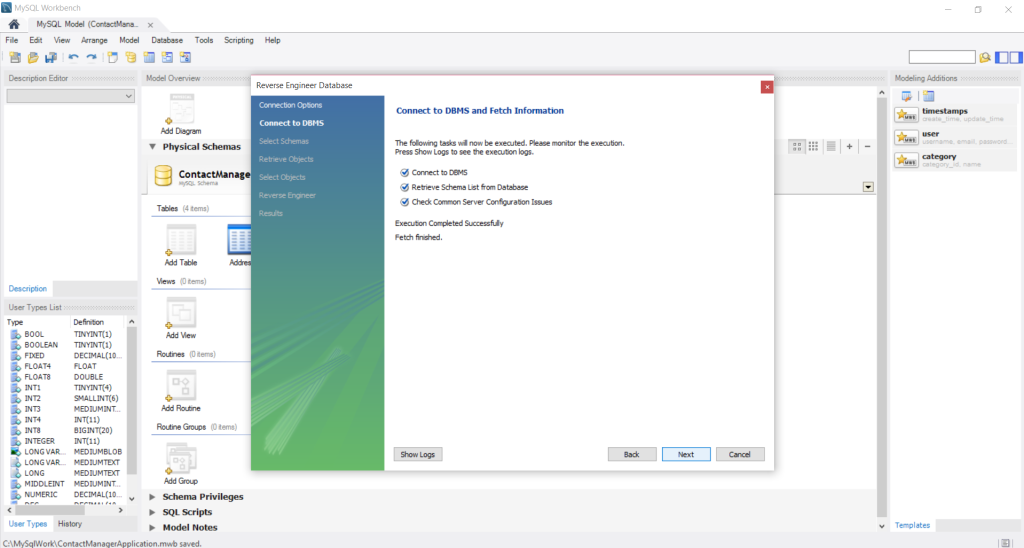 MySQL Workbench
MySQL Model (ContactMana..
File Edit View Arrange Model Database Tools Scripting Help
Description Editor
Description
User Types List
Type Definition
BOOL TINYINT(1)
BOOLEAN TINYINT(1)
FIXED DECIMAL(10...
FLOAT4 FLOAT
FLOAT8 DOUBLE
INT1 TINYINT(4)
INT2 SMALLINT(6)
INT3 MEDIUMINT...
INT4 INT(11)
INT8 BIGINT(20)
INTEGER INT(11)
LONG VAR... MEDIUMBLOB
LONG VAR... MEDIUMTEXT
LONG MEDIUMTEXT
MIDDLEINT MEDIUMINT...
NUMERIC DECIMAL(10...
User Types History
Model Overview
Add Diagram
Physical Schemas
ContactManage
MySQL Schema
Tables (4 items)
Add Table
Addres
Views (0 items)
Add View
Routines (0 items)
Add Routine
Routine Groups (0 items)
Add Group
Schema Privileges
SQL Scripts
Model Notes
Reverse Engineer Database
Connection Options
Connect to DBMS
Select Schemas
Retrieve Objects
Select Objects
Reverse Engineer
Results
Connect to DBMS and Fetch Information
The following tasks will now be executed. Please monitor the execution.
Press Show Logs to see the execution logs.
Connect to DBMS
Retrieve Schema List from Database
Check Common Server Configuration Issues
Execution Completed Successfully
Fetch finished.
Show Logs Back Next Cancel
Modeling Additions
timestamps
create_time, update_time
user
username, email, password...
category
category_id, name
Templates
C:\MySqlWork\ContactManagerApplication.mwb saved.